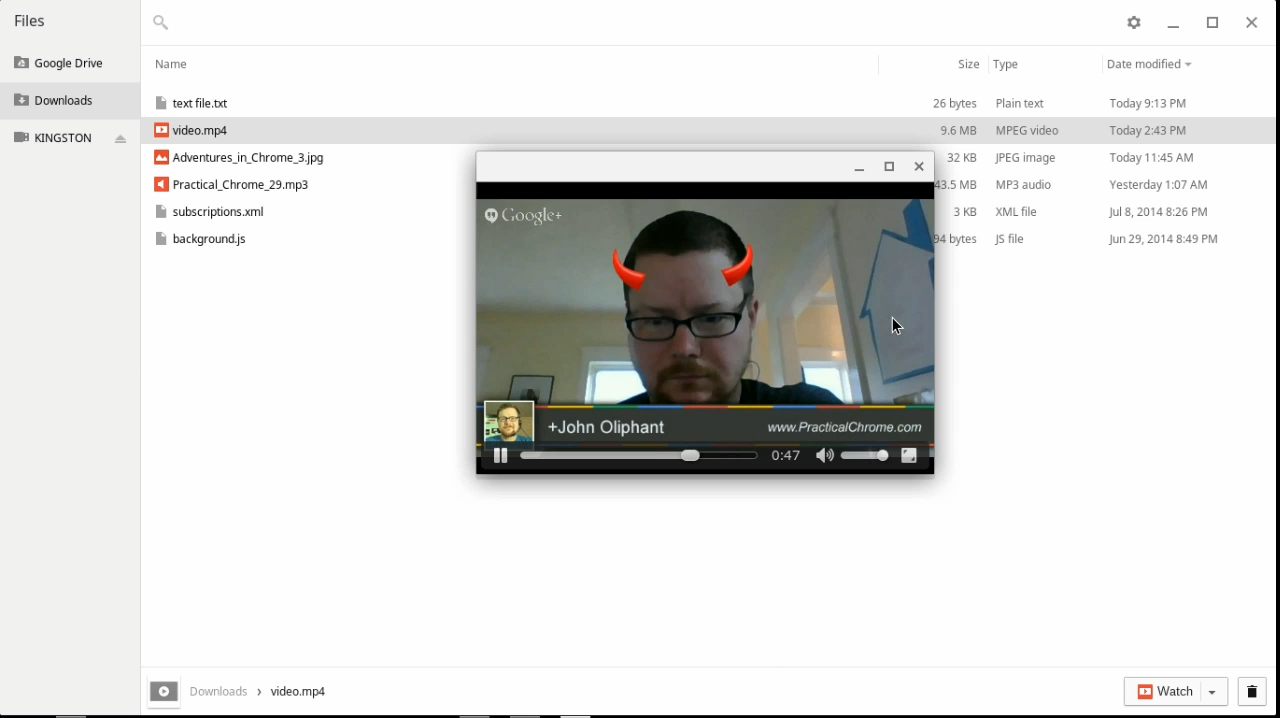 Files
Google Drive
Downloads
KINGSTON
Name Size Type Date modified
text file.txt 26 bytes Plain text Today 9:13 PM
video.mp4 9.6 MB MPEG video Today 2:43 PM
Adventures_in_Chrome_3.jpg 32 KB JPEG image Today 11:45 AM
Practical_Chrome_29.mp3 43.5 MB MP3 audio Yesterday 1:07 AM
subscriptions.xml 3 KB XML file Jul 8, 2014 8:26 PM
background.js 94 bytes JS file Jun 29, 2014 8:49 PM
Google+
+John Oliphant www.PracticalChrome.com
0:47
Downloads › video.mp4
Watch